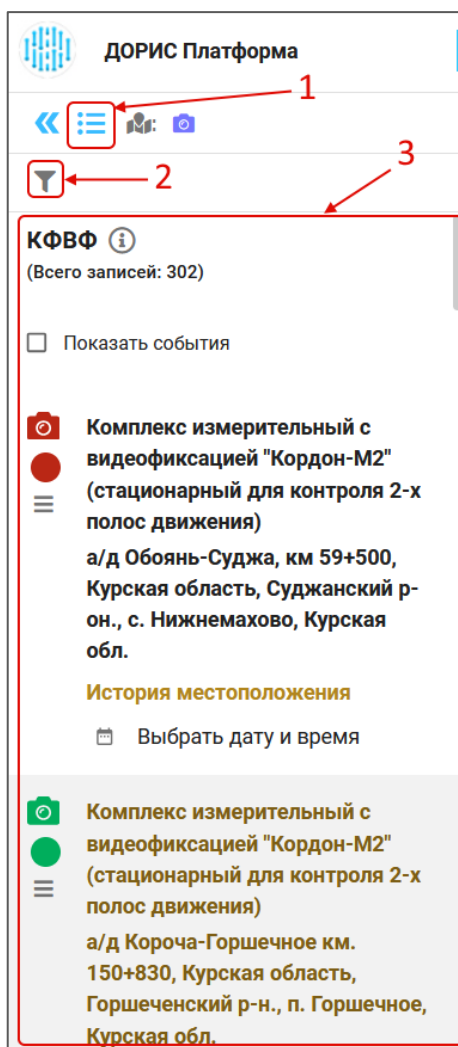 ДОРИС Платформа
1
2
3
КФВФ
(Всего записей: 302)
Показать события
Комплекс измерительный с
видеофиксацией "Кордон-М2"
(стационарный для контроля 2-х
полос движения)
а/д Обоянь-Суджа, км 59+500,
Курская область, Суджанский р-
он., с. Нижнемахово, Курская
обл.
История местоположения
Выбрать дату и время
Комплекс измерительный с
видеофиксацией "Кордон-М2"
(стационарный для контроля 2-х
полос движения)
а/д Короча-Горшечное км.
150+830, Курская область,
Горшеченский р-н., п. Горшечное,
Курская обл.